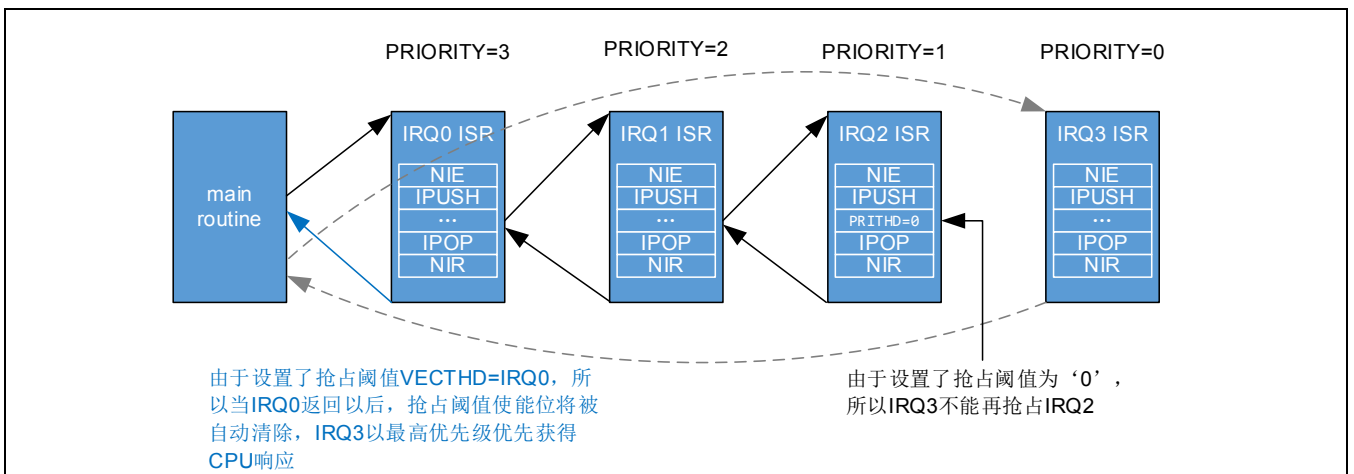 PRIORITY=3
PRIORITY=2
PRIORITY=1
PRIORITY=0
main
routine
IRQ0 ISR
NIE
IPUSH
...
IPOP
NIR
IRQ1 ISR
NIE
IPUSH
...
IPOP
NIR
IRQ2 ISR
NIE
IPUSH
PRITHD=0
IPOP
NIR
IRQ3 ISR
NIE
IPUSH
...
IPOP
NIR
由于设置了抢占阈值VECTHD=IRQ0，所
以当IRQ0返回以后，抢占阈值使能位将被
自动清除，IRQ3以最高优先级优先获得
CPU响应
由于设置了抢占阈值为‘0’，
所以IRQ3不能再抢占IRQ2